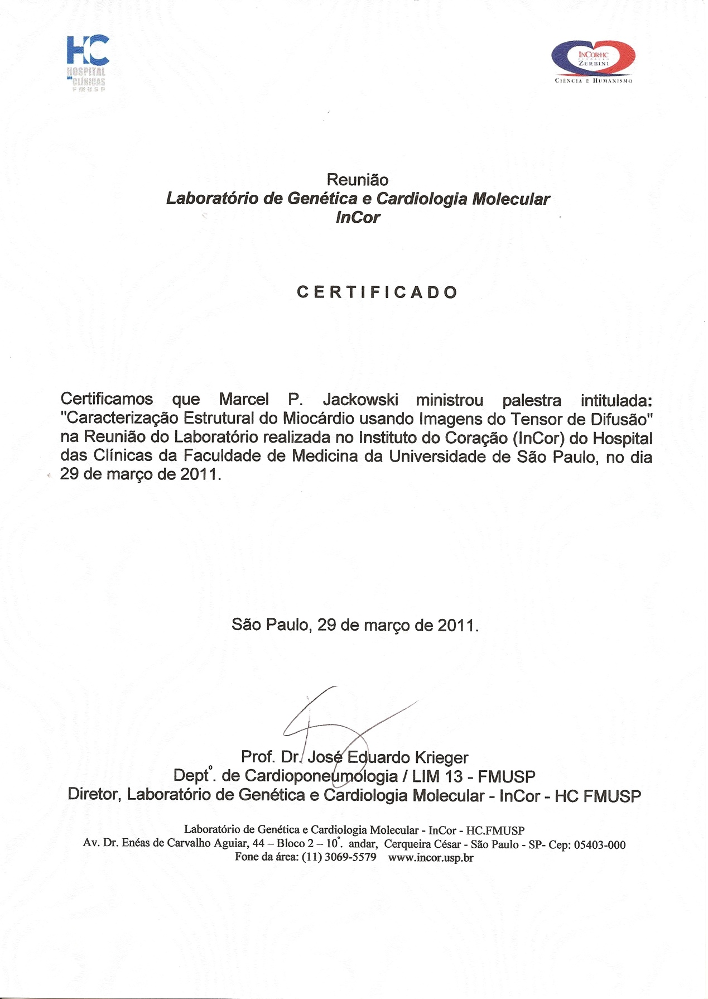 HC
HOSPITAL
DAS CLÍNICAS
FMUSP
INCOR·HC
FUNDAÇÃO
ZERBINI
CIÊNCIA E HUMANISMO
Reunião
Laboratório de Genética e Cardiologia Molecular
InCor
CERTIFICADO
Certificamos que Marcel P. Jackowski ministrou palestra intitulada:
"Caracterização Estrutural do Miocárdio usando Imagens do Tensor de Difusão"
na Reunião do Laboratório realizada no Instituto do Coração (InCor) do Hospital
das Clínicas da Faculdade de Medicina da Universidade de São Paulo, no dia
29 de março de 2011.
São Paulo, 29 de março de 2011.
Prof. Dr. José Eduardo Krieger
Dept°. de Cardioponeumologia / LIM 13 - FMUSP
Diretor, Laboratório de Genética e Cardiologia Molecular - InCor - HC FMUSP
Laboratório de Genética e Cardiologia Molecular - InCor - HC.FMUSP
Av. Dr. Enéas de Carvalho Aguiar, 44 – Bloco 2 – 10°. andar, Cerqueira César - São Paulo - SP- Cep: 05403-000
Fone da área: (11) 3069-5579 www.incor.usp.br